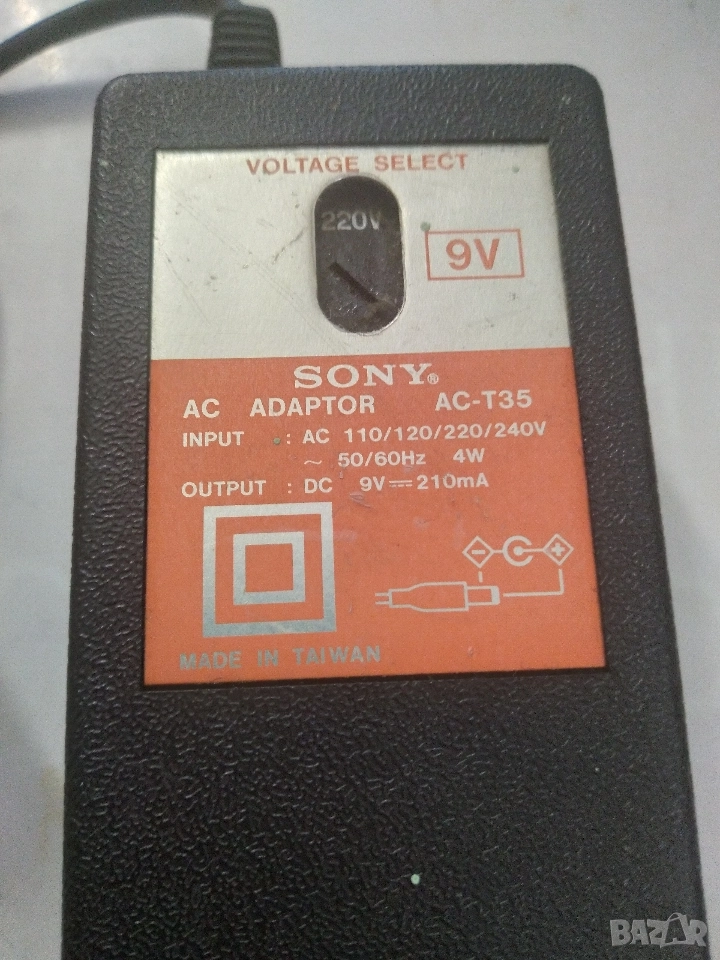 VOLTAGE SELECT
220V
9V
SONY®
AC ADAPTOR AC-T35
INPUT : AC 110/120/220/240V
~ 50/60Hz 4W
OUTPUT : DC 9V⎓210mA
MADE IN TAIWAN
BAZAR